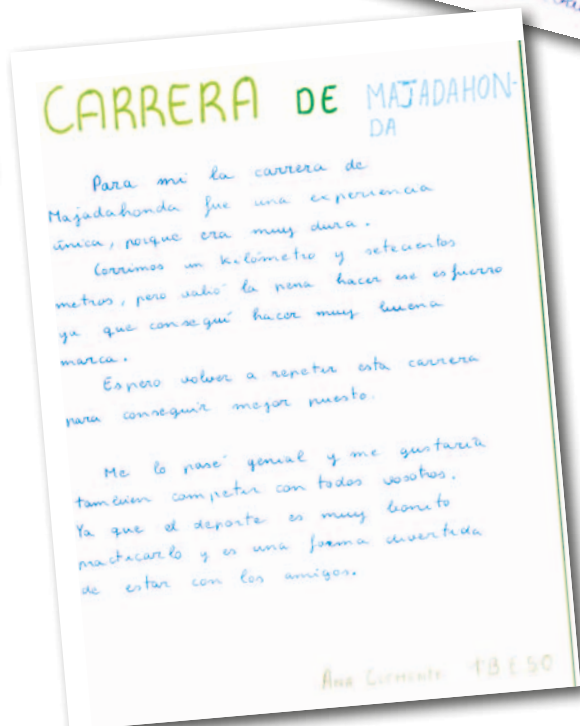 CARRERA DE MAJADAHON-
DA
Para mi la carrera de
Majadahonda fue una experiencia
única, porque era muy dura.
Corrimos un kilómetro y setecientos
metros, pero valió la pena hacer ese esfuerzo
ya que conseguí hacer muy buena
marca.
Espero volver a repetir esta carrera
para conseguir mejor puesto.
Me lo pasé genial y me gustaría
tambien competir con todos vosotros.
Ya que el deporte es muy bonito
practicarlo y es una forma divertida
de estar con los amigos.
Ana Clemente 1ºB ESO